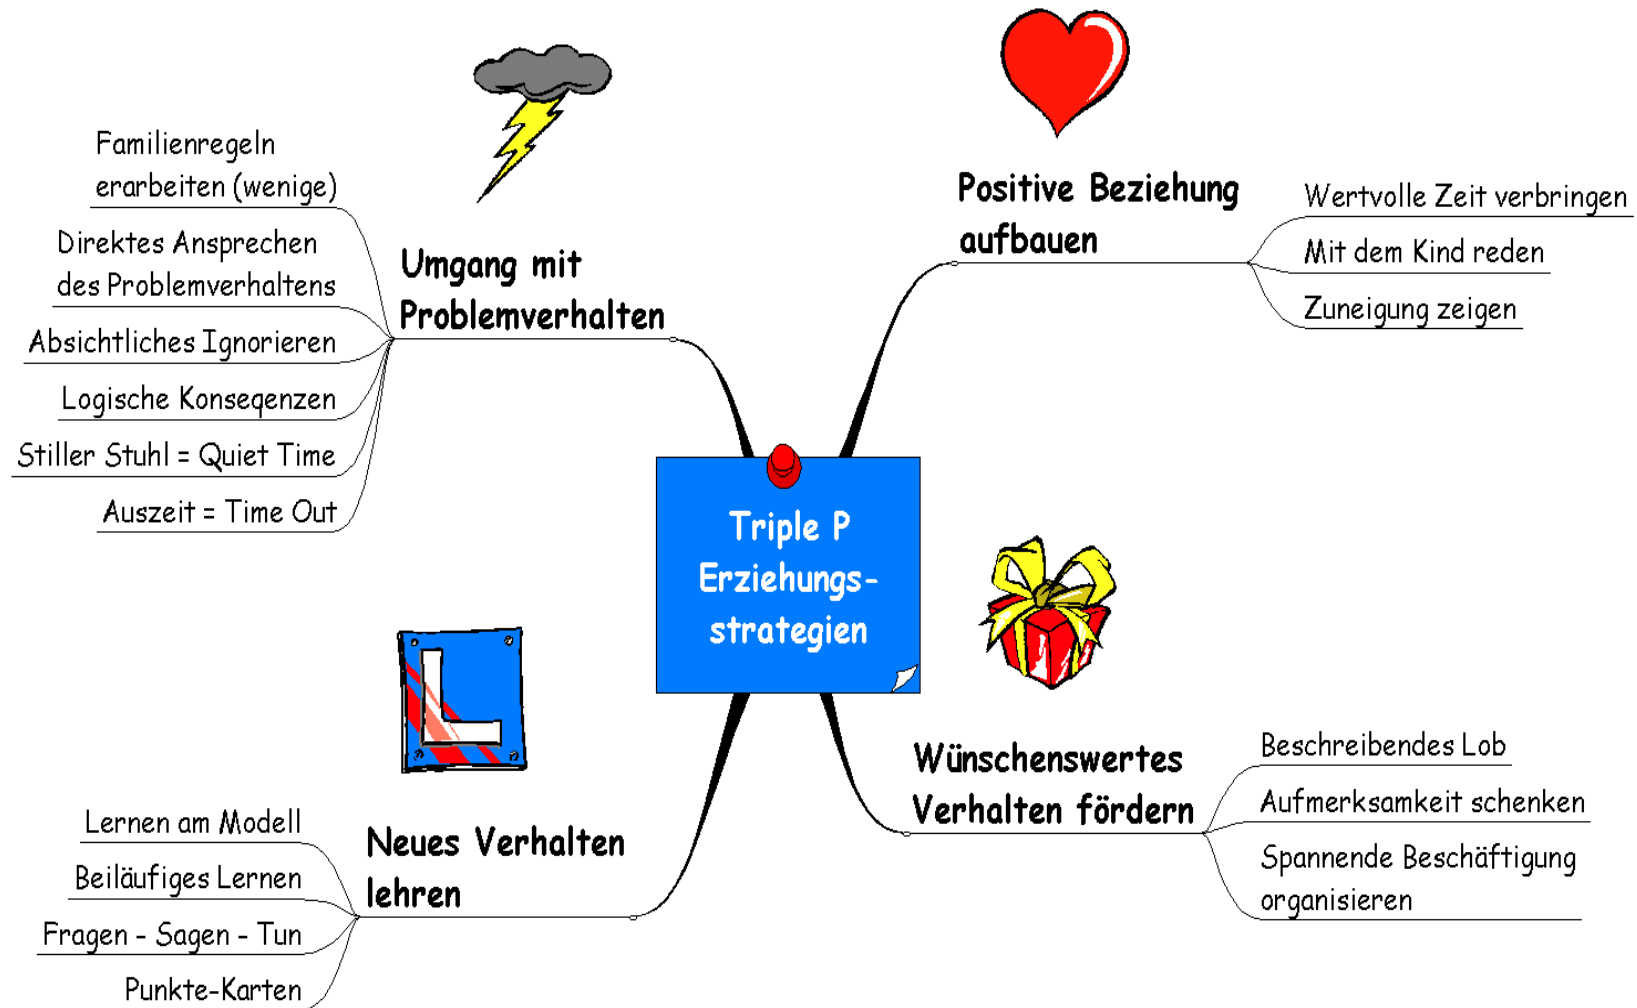 Triple P
Erziehungs-
strategien
Positive Beziehung
aufbauen
Wertvolle Zeit verbringen
Mit dem Kind reden
Zuneigung zeigen
Wünschenswertes
Verhalten fördern
Beschreibendes Lob
Aufmerksamkeit schenken
Spannende Beschäftigung
organisieren
Neues Verhalten
lehren
Lernen am Modell
Beiläufiges Lernen
Fragen - Sagen - Tun
Punkte-Karten
Umgang mit
Problemverhalten
Familienregeln
erarbeiten (wenige)
Direktes Ansprechen
des Problemverhaltens
Absichtliches Ignorieren
Logische Konseqenzen
Stiller Stuhl = Quiet Time
Auszeit = Time Out
L